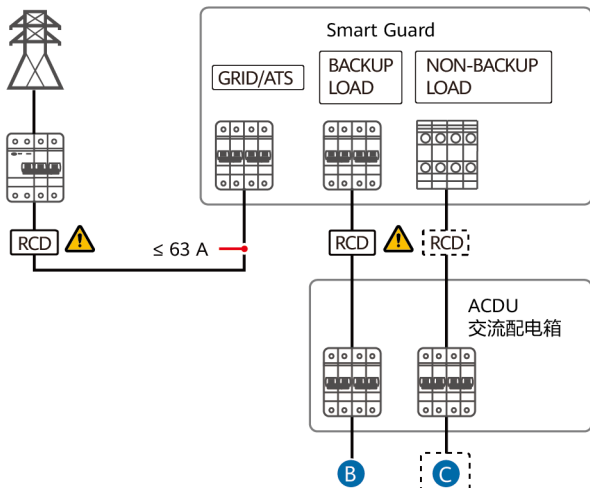 Smart Guard
GRID/ATS
BACKUP
LOAD
NON-BACKUP
LOAD
RCD
≤ 63 A
RCD
RCD
ACDU
交流配电箱
B
C